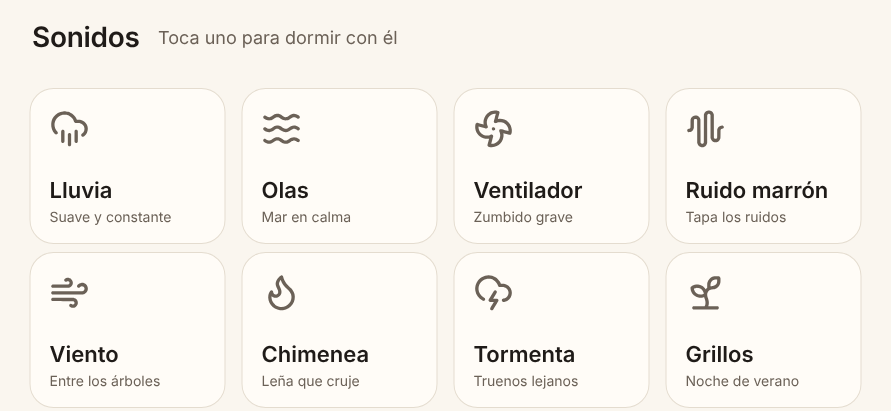 Sonidos Toca uno para dormir con él
Lluvia
Suave y constante
Olas
Mar en calma
Ventilador
Zumbido grave
Ruido marrón
Tapa los ruidos
Viento
Entre los árboles
Chimenea
Leña que cruje
Tormenta
Truenos lejanos
Grillos
Noche de verano